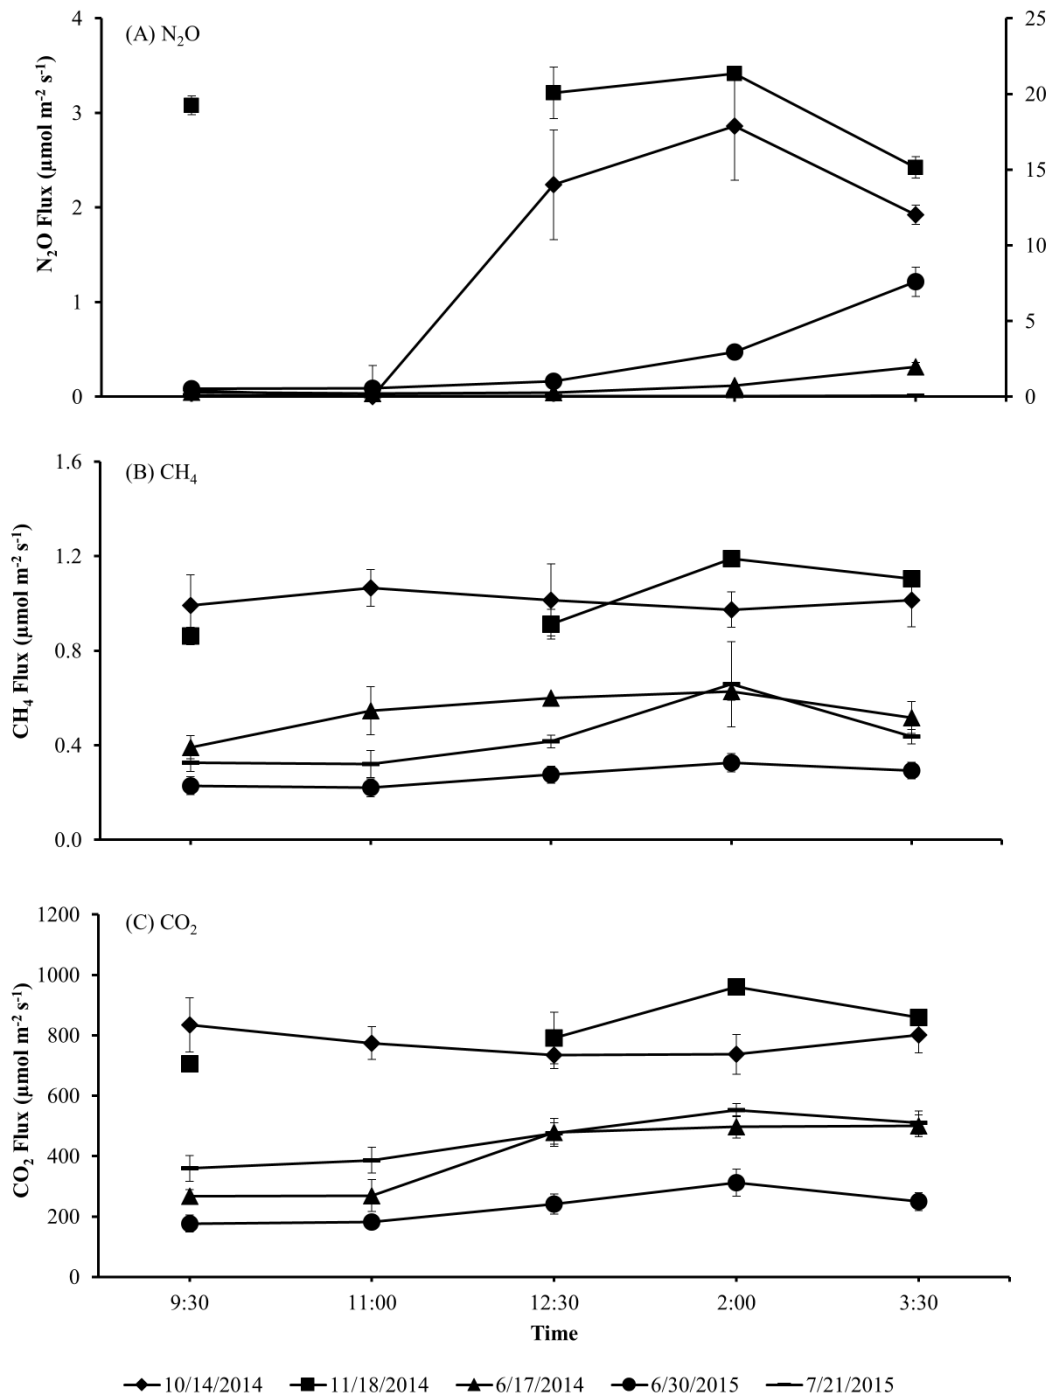 (A) N₂O
N₂O Flux (µmol m⁻² s⁻¹)
4
3
2
1
0
25
20
15
10
5
0
(B) CH₄
CH₄ Flux (µmol m⁻² s⁻¹)
1.6
1.2
0.8
0.4
0.0
(C) CO₂
CO₂ Flux (µmol m⁻² s⁻¹)
1200
1000
800
600
400
200
0
9:30 11:00 12:30 2:00 3:30
Time
10/14/2014 11/18/2014 6/17/2014 6/30/2015 7/21/2015